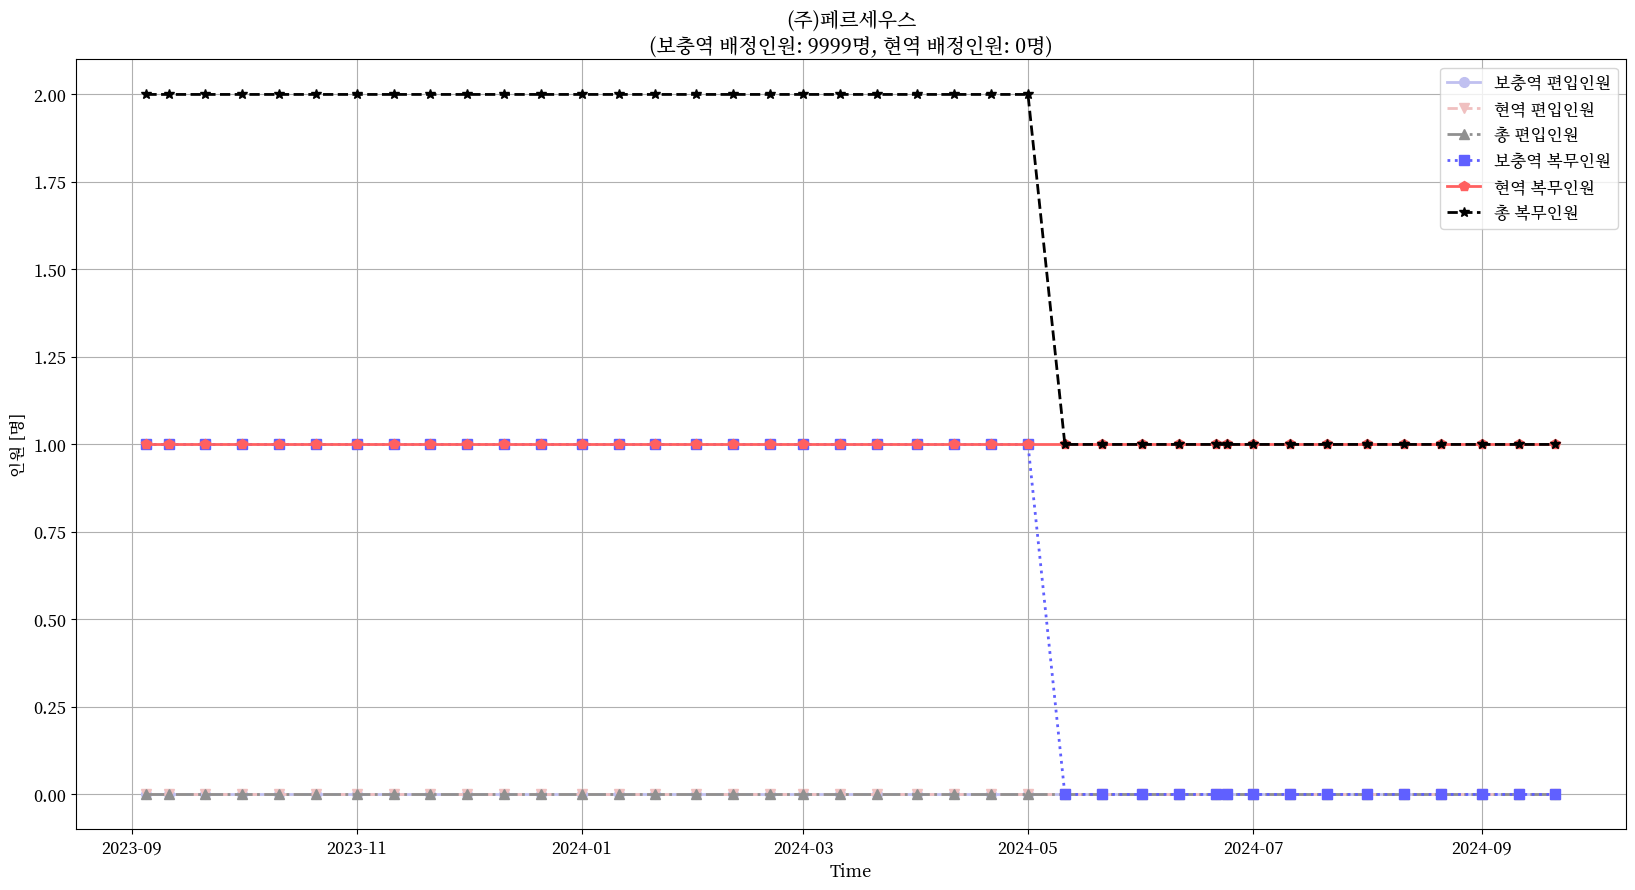 (주)페르세우스
(보충역 배정인원: 9999명, 현역 배정인원: 0명)
보충역 편입인원
현역 편입인원
총 편입인원
보충역 복무인원
현역 복무인원
총 복무인원
인원 [명]
2.00
1.75
1.50
1.25
1.00
0.75
0.50
0.25
0.00
2023-09
2023-11
2024-01
2024-03
2024-05
2024-07
2024-09
Time